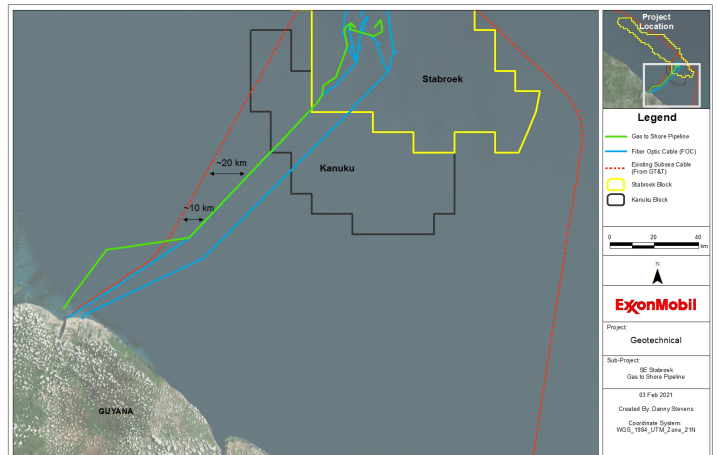 Stabroek
Kanuku
~20 km
~10 km
GUYANA
Project
Location
Legend
Gas to Shore Pipeline
Fiber Optic Cable (FOC)
Existing Subsea Cable
(From GT&T)
Stabroek Block
Kanuku Block
0 20 40
km
N
ExxonMobil
Project:
Geotechnical
Sub-Project:
SE Stabroek
Gas to Shore Pipeline
03 Feb 2021
Created By: Danny Stevens
Coordinate System:
WGS_1984_UTM_Zone_21N